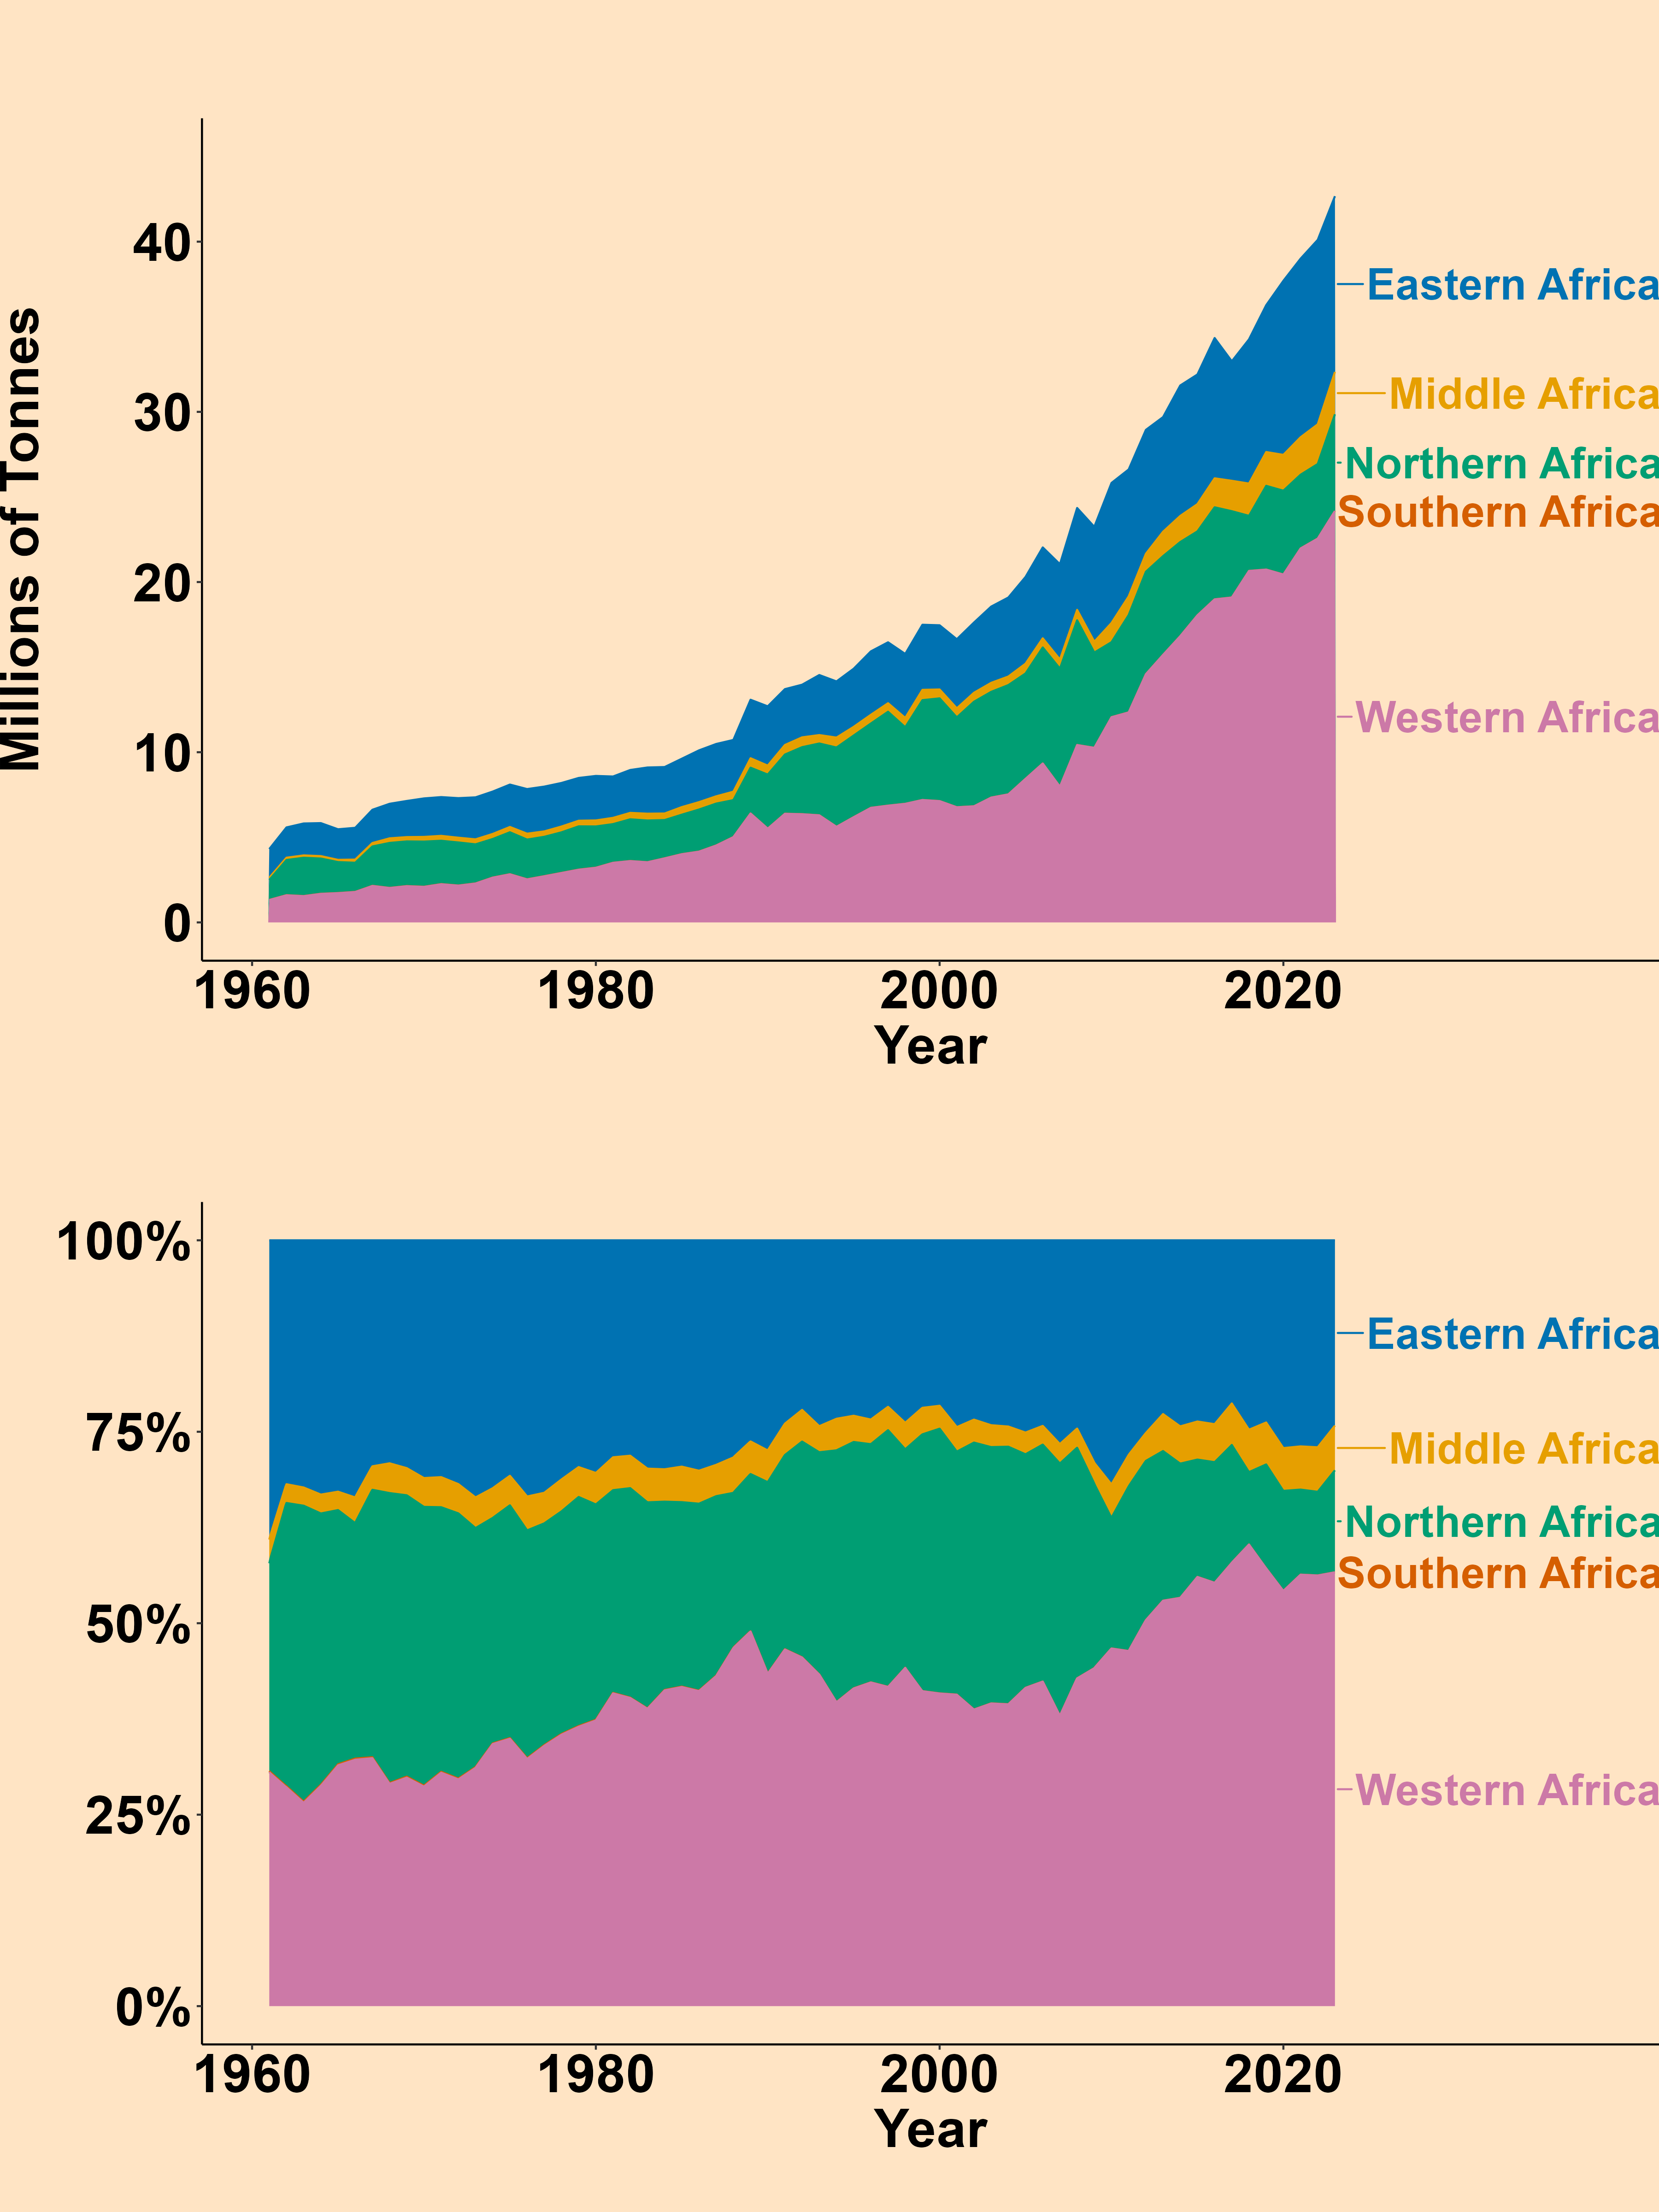 Millions of Tonnes
40
30
20
10
0
Eastern Africa
Middle Africa
Northern Africa
Southern Africa
Western Africa
1960 1980 2000 2020
Year
100%
75%
50%
25%
0%
Eastern Africa
Middle Africa
Northern Africa
Southern Africa
Western Africa
1960 1980 2000 2020
Year